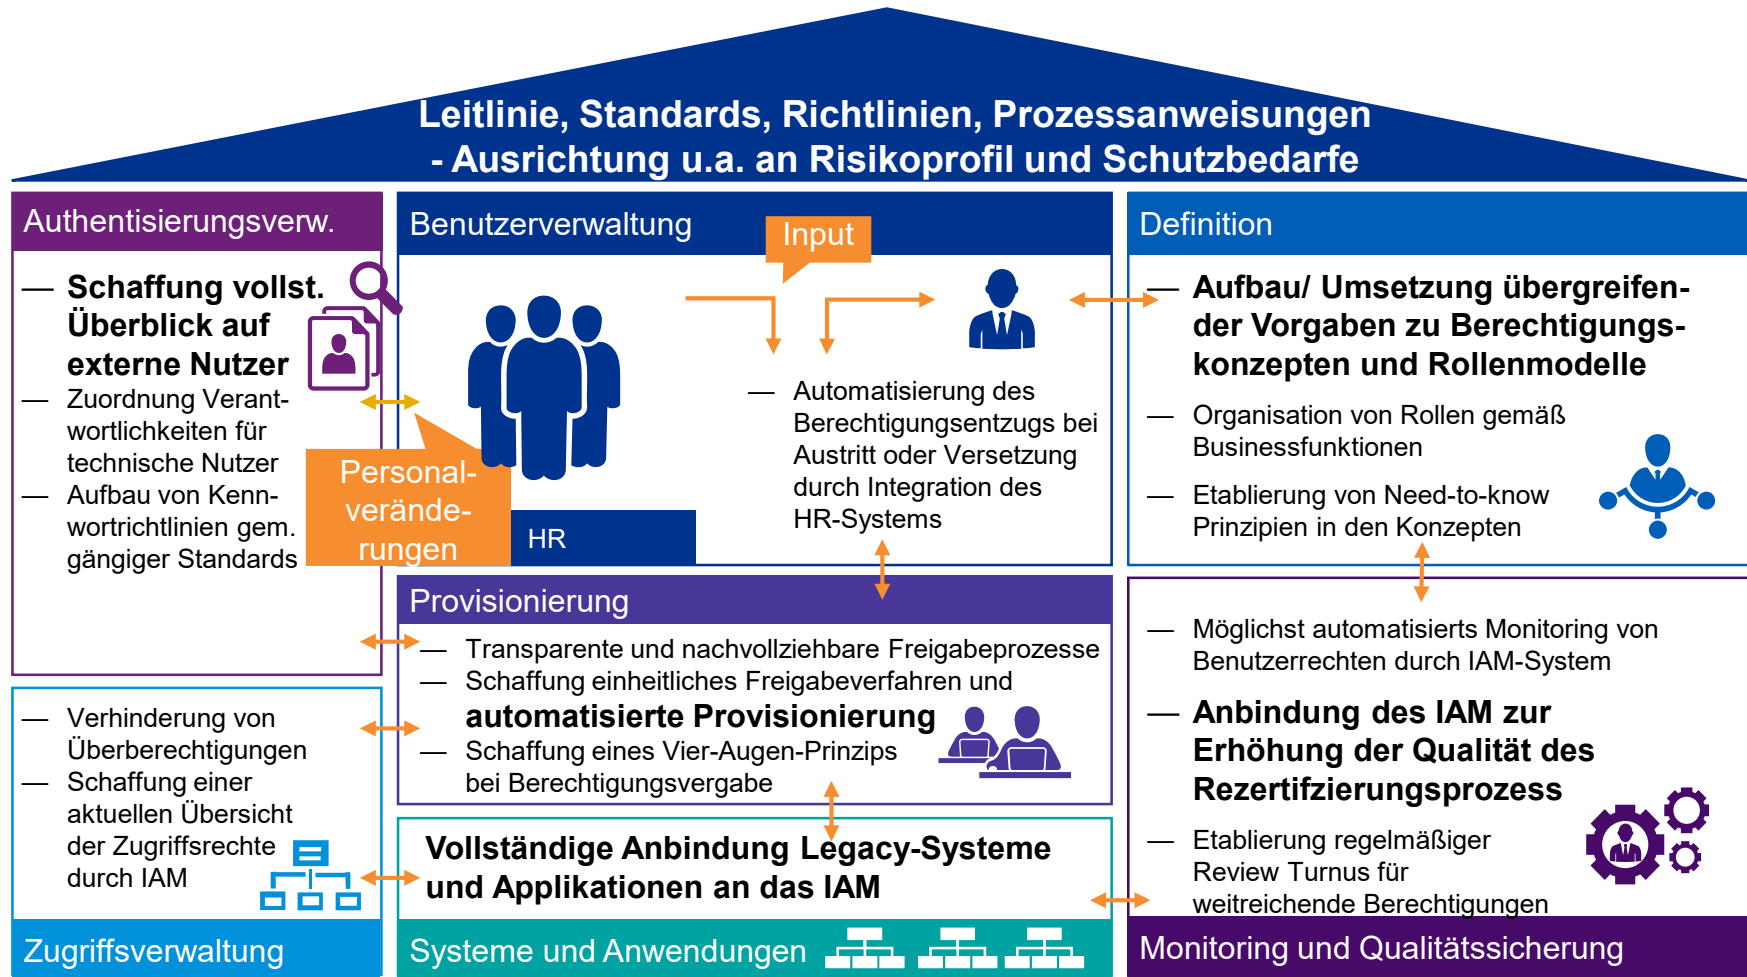 Leitlinie, Standards, Richtlinien, Prozessanweisungen
- Ausrichtung u.a. an Risikoprofil und Schutzbedarfe
Authentisierungsverw.
— Schaffung vollst.
Überblick auf
externe Nutzer
— Zuordnung Verant-
wortlichkeiten für
technische Nutzer
— Aufbau von Kenn-
wortrichtlinien gem.
gängiger Standards
Benutzerverwaltung
Input
Personal-
verände-
rungen
HR
— Automatisierung des
Berechtigungsentzugs bei
Austritt oder Versetzung
durch Integration des
HR-Systems
Definition
— Aufbau/ Umsetzung übergreifen-
der Vorgaben zu Berechtigungs-
konzepten und Rollenmodelle
— Organisation von Rollen gemäß
Businessfunktionen
— Etablierung von Need-to-know
Prinzipien in den Konzepten
Provisionierung
— Transparente und nachvollziehbare Freigabeprozesse
— Schaffung einheitliches Freigabeverfahren und
automatisierte Provisionierung
— Schaffung eines Vier-Augen-Prinzips
bei Berechtigungsvergabe
— Verhinderung von
Überberechtigungen
— Schaffung einer
aktuellen Übersicht
der Zugriffsrechte
durch IAM
Zugriffsverwaltung
Vollständige Anbindung Legacy-Systeme
und Applikationen an das IAM
Systeme und Anwendungen
— Möglichst automatisierts Monitoring von
Benutzerrechten durch IAM-System
— Anbindung des IAM zur
Erhöhung der Qualität des
Rezertifzierungsprozess
— Etablierung regelmäßiger
Review Turnus für
weitreichende Berechtigungen
Monitoring und Qualitätssicherung